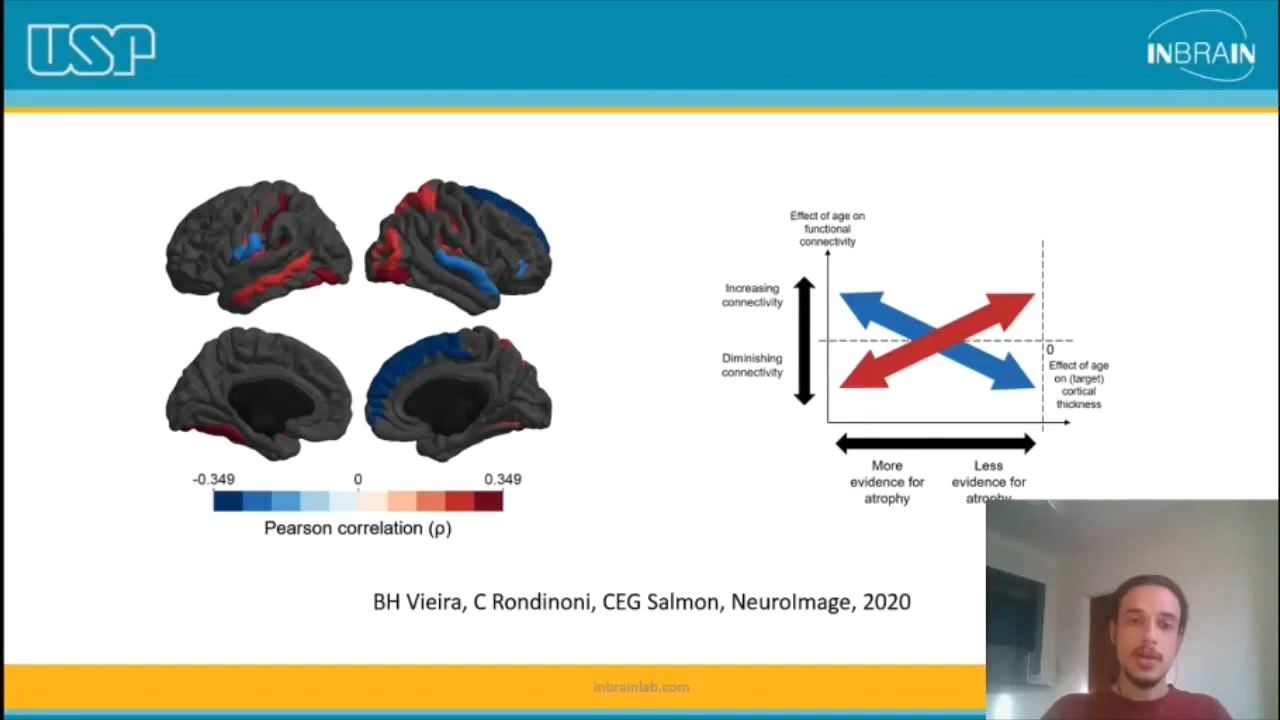 USP
INBRAIN
Effect of age on
functional
connectivity
Increasing
connectivity
Diminishing
connectivity
0
Effect of age
on (target)
cortical
thickness
More
evidence for
atrophy
Less
evidence for
atrophy
-0.349 0 0.349
Pearson correlation (ρ)
BH Vieira, C Rondinoni, CEG Salmon, NeuroImage, 2020
inbrainlab.com